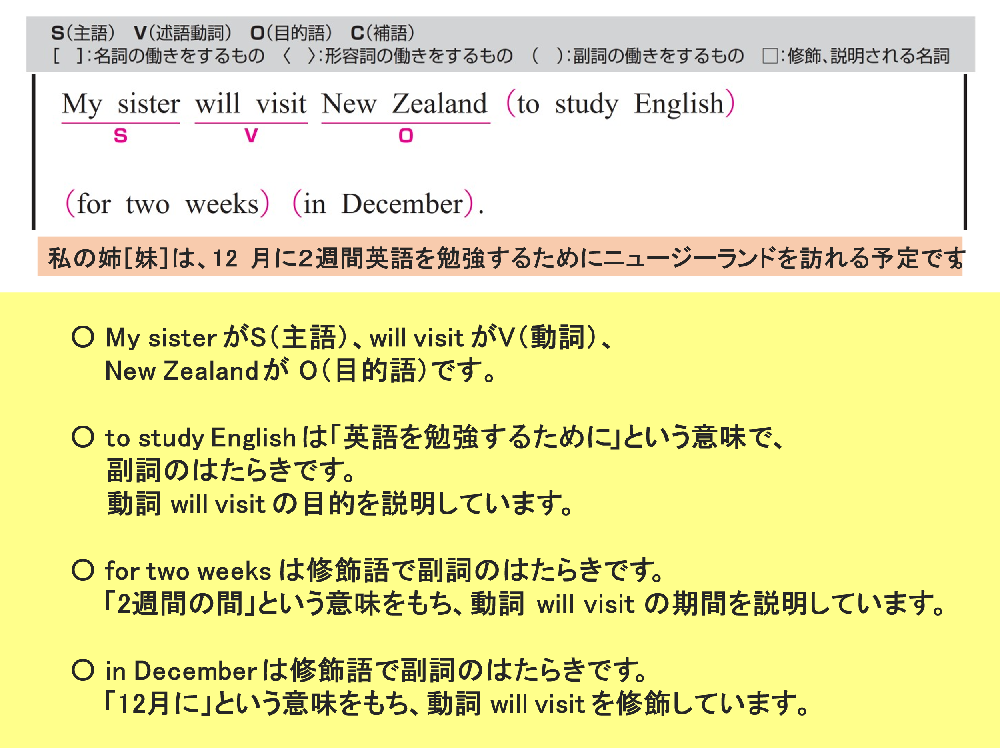 S(主語) V(述語動詞) O(目的語) C(補語)
[ ]:名詞の働きをするもの 〈 〉:形容詞の働きをするもの ( ):副詞の働きをするもの □:修飾、説明される名詞
My sister will visit New Zealand (to study English)
S V O
(for two weeks) (in December).
私の姉[妹]は、12 月に2週間英語を勉強するためにニュージーランドを訪れる予定です。
○ My sister がS(主語)、will visit がV(動詞)、
New Zealandが O(目的語)です。
○ to study English は「英語を勉強するために」という意味で、
副詞のはたらきです。
動詞 will visit の目的を説明しています。
○ for two weeks は修飾語で副詞のはたらきです。
「2週間の間」という意味をもち、動詞 will visit の期間を説明しています。
○ in December は修飾語で副詞のはたらきです。
「12月に」という意味をもち、動詞 will visit を修飾しています。